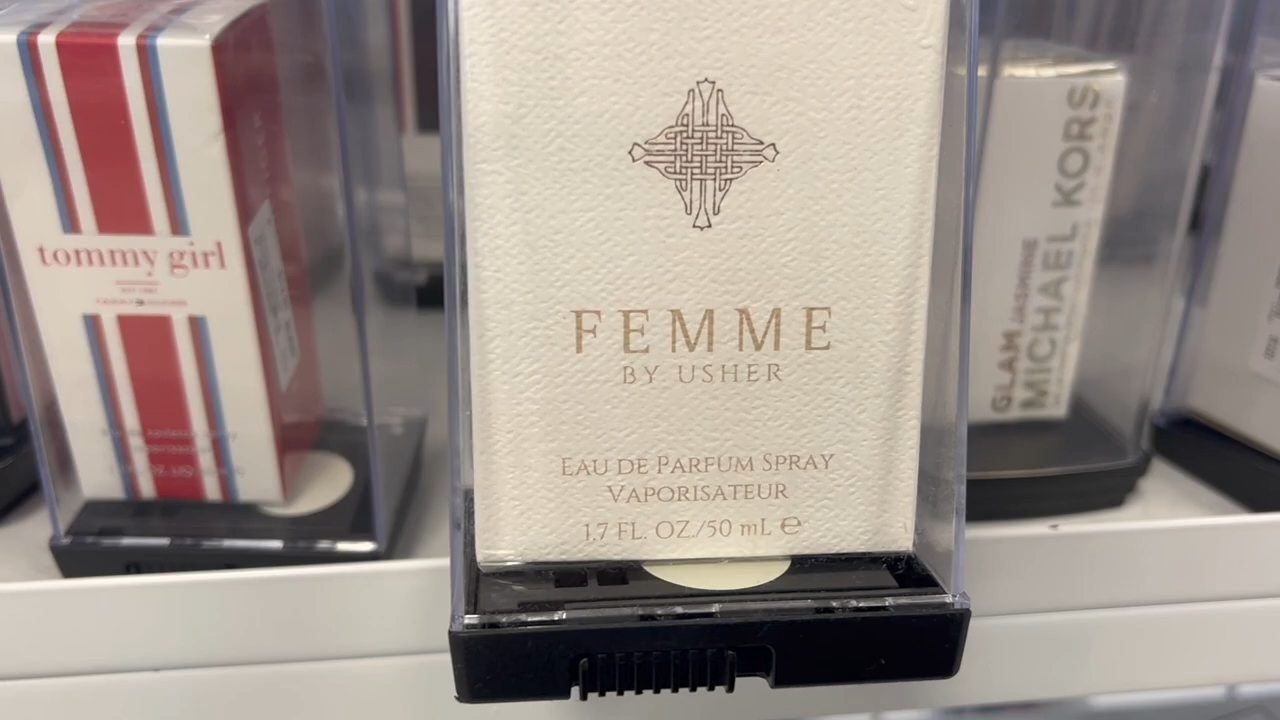 tommy girl
FEMME
BY USHER
EAU DE PARFUM SPRAY
VAPORISATEUR
1.7 FL. OZ./50 mL ℮
GLAM JASMINE
MICHAEL KORS